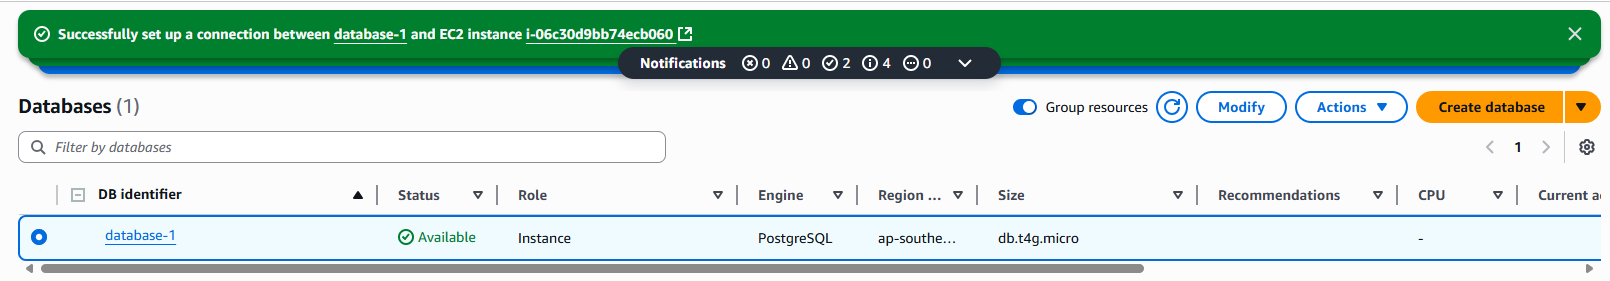 Successfully set up a connection between database-1 and EC2 instance i-06c30d9bb74ecb060
Notifications 0 0 2 4 0
Databases (1)
Group resources
Modify
Actions
Create database
Filter by databases
1
DB identifier Status Role Engine Region ... Size Recommendations CPU Current a
database-1 Available Instance PostgreSQL ap-southe... db.t4g.micro -